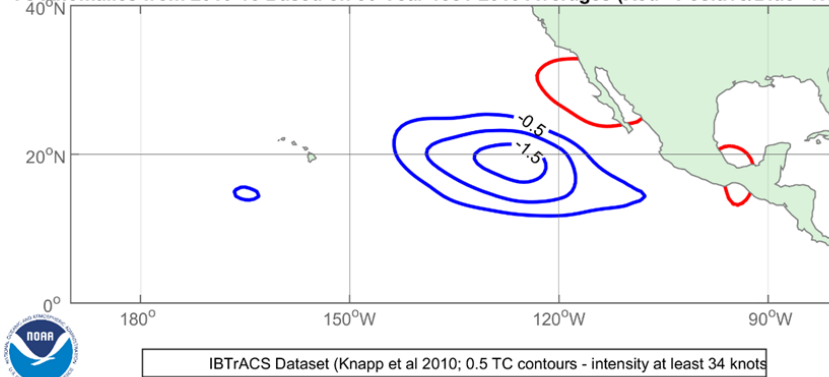 40°N
-0.5
-1.5
20°N
0°
180°
150°W
120°W
90°W
NOAA
IBTrACS Dataset (Knapp et al 2010; 0.5 TC contours - intensity at least 34 knots